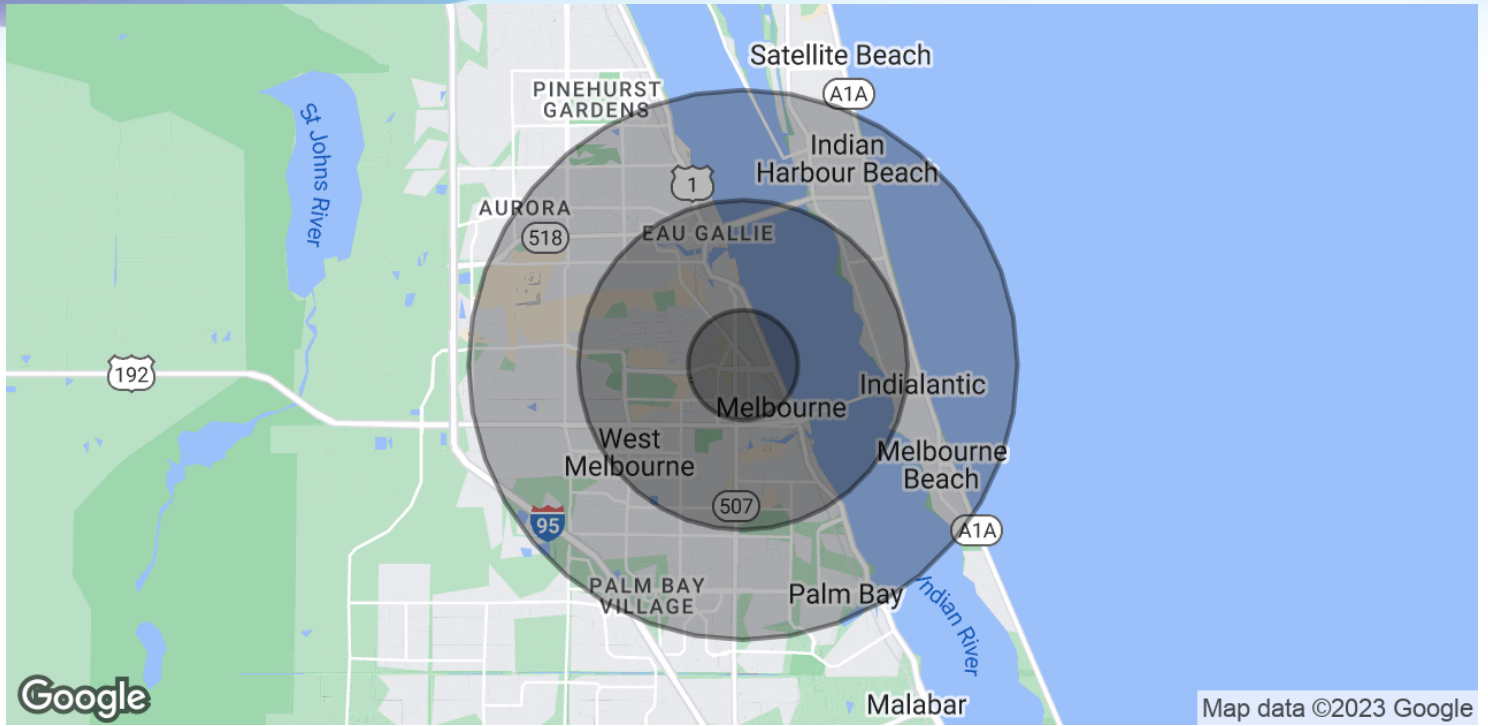 Satellite Beach
PINEHURST
GARDENS
A1A
St Johns River
Indian
Harbour Beach
1
AURORA
518
EAU GALLIE
192
Indialantic
Melbourne
West
Melbourne
Melbourne
Beach
507
95
A1A
PALM BAY
VILLAGE
Palm Bay
Indian River
Malabar
Google
Map data ©2023 Google